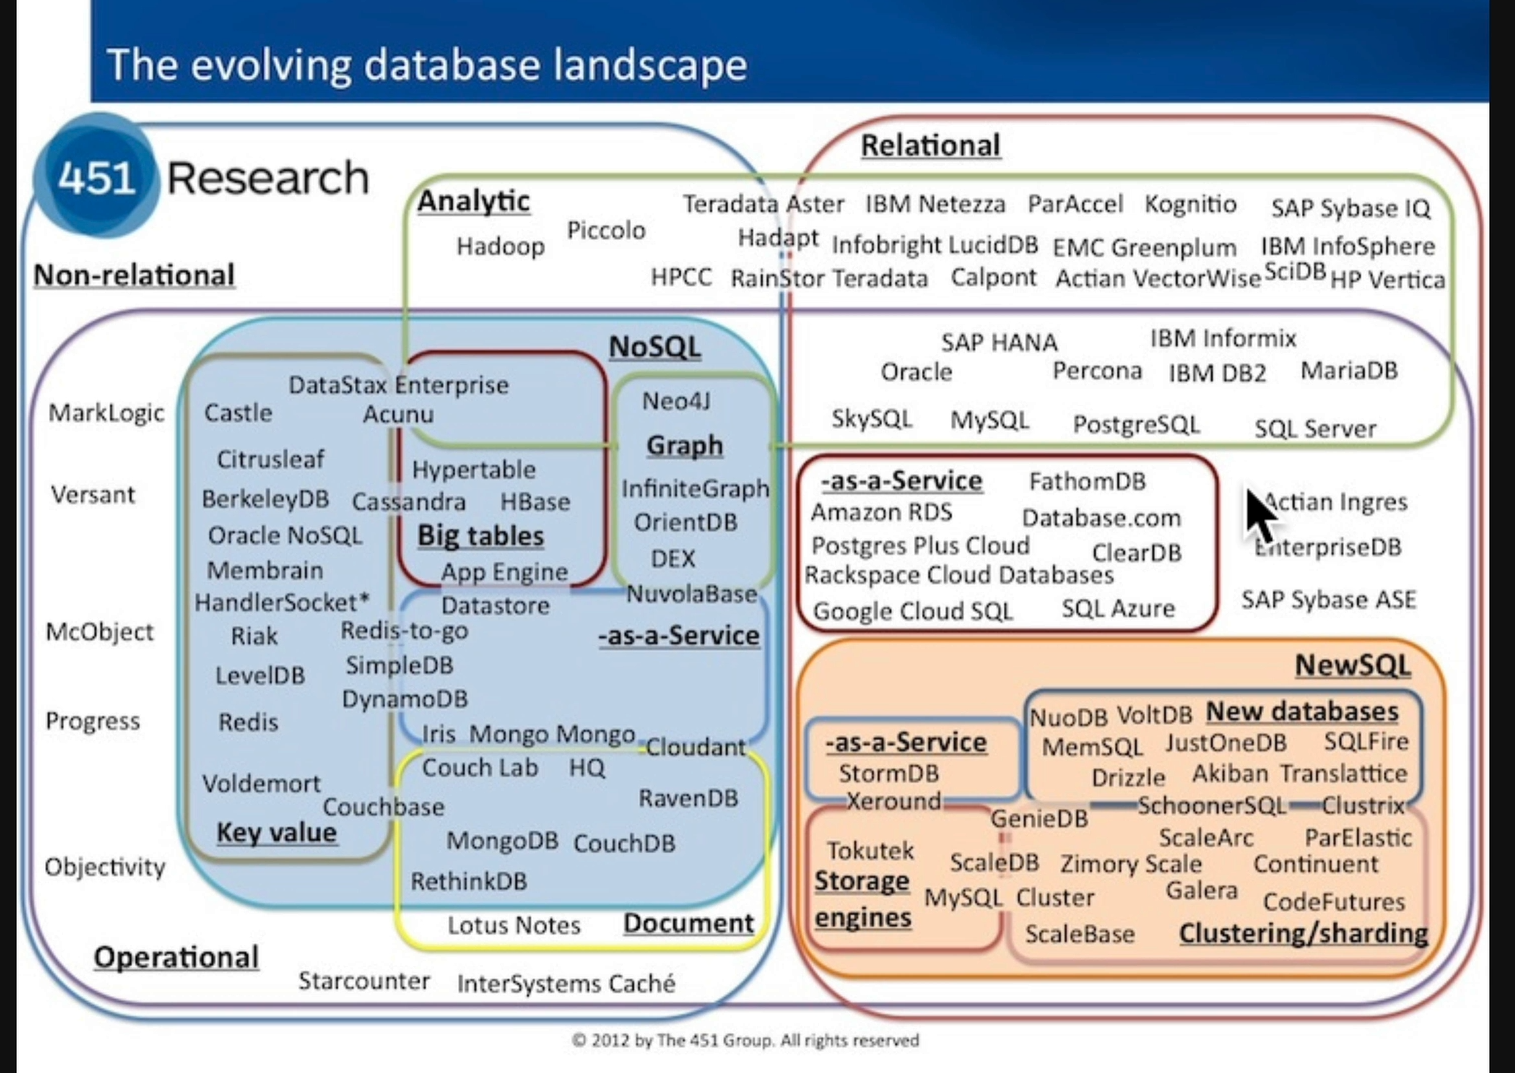 The evolving database landscape
451 Research
Relational
Analytic
Teradata Aster IBM Netezza ParAccel Kognitio SAP Sybase IQ
Piccolo
Hadapt Infobright LucidDB EMC Greenplum IBM InfoSphere
Hadoop
Non-relational
HPCC RainStor Teradata Calpont Actian VectorWise SciDB HP Vertica
NoSQL
SAP HANA IBM Informix
Oracle Percona IBM DB2 MariaDB
SkySQL MySQL PostgreSQL SQL Server
DataStax Enterprise
MarkLogic Castle Acunu
Neo4J
Graph
Citrusleaf Hypertable
InfiniteGraph
Versant BerkeleyDB Cassandra HBase
OrientDB
Oracle NoSQL Big tables
DEX
Membrain App Engine
NuvolaBase
HandlerSocket* Datastore
McObject Riak Redis-to-go -as-a-Service
LevelDB SimpleDB
DynamoDB
Progress Redis
Iris Mongo Mongo Cloudant
Couch Lab HQ
Voldemort RavenDB
Couchbase
Key value MongoDB CouchDB
Objectivity RethinkDB
Lotus Notes Document
Operational
Starcounter InterSystems Caché
-as-a-Service FathomDB
Amazon RDS Database.com
Postgres Plus Cloud ClearDB
Rackspace Cloud Databases
Google Cloud SQL SQL Azure
Actian Ingres
EnterpriseDB
SAP Sybase ASE
NewSQL
NuoDB VoltDB New databases
-as-a-Service MemSQL JustOneDB SQLFire
StormDB Drizzle Akiban Translattice
Xeround SchoonerSQL Clustrix
GenieDB
ScaleArc ParElastic
Tokutek ScaleDB Zimory Scale Continuent
Storage
engines
MySQL Cluster Galera CodeFutures
ScaleBase Clustering/sharding
© 2012 by The 451 Group. All rights reserved